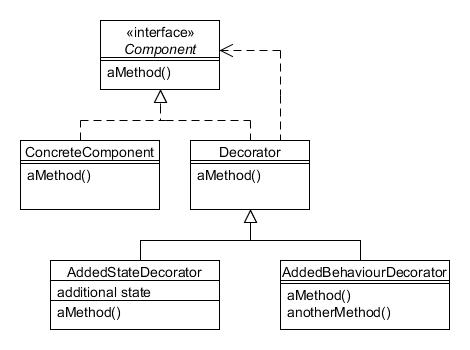 «interface»
Component
aMethod()
ConcreteComponent
aMethod()
Decorator
aMethod()
AddedStateDecorator
additional state
aMethod()
AddedBehaviourDecorator
aMethod()
anotherMethod()